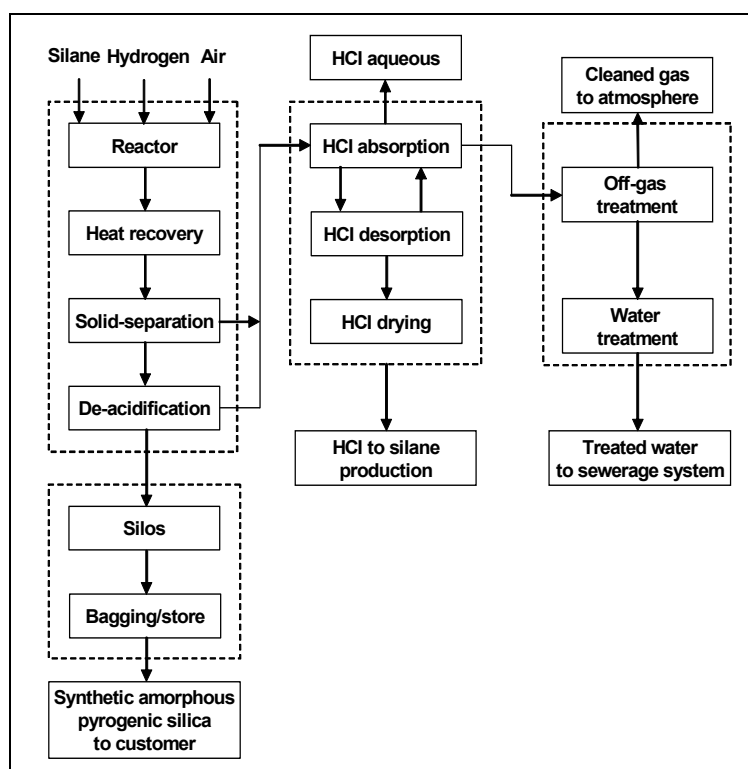 Silane Hydrogen Air
Reactor
Heat recovery
Solid-separation
De-acidification
Silos
Bagging/store
Synthetic amorphous
pyrogenic silica
to customer
HCl aqueous
HCl absorption
HCl desorption
HCl drying
HCl to silane
production
Cleaned gas
to atmosphere
Off-gas
treatment
Water
treatment
Treated water
to sewerage system